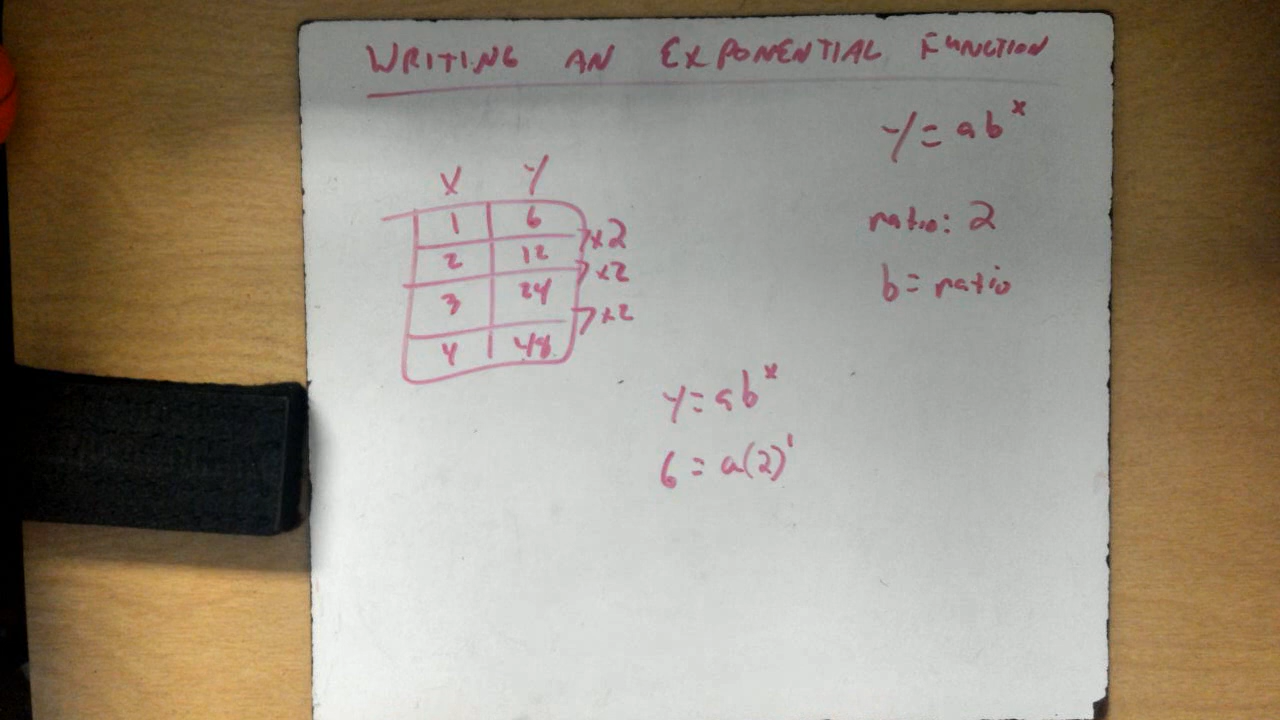 WRITING AN EXPONENTIAL FUNCTION
y = ab^x
X Y
1 6
2 12
3 24
4 48
x2
x2
x2
ratio: 2
b = ratio
y = ab^x
6 = a(2)^1